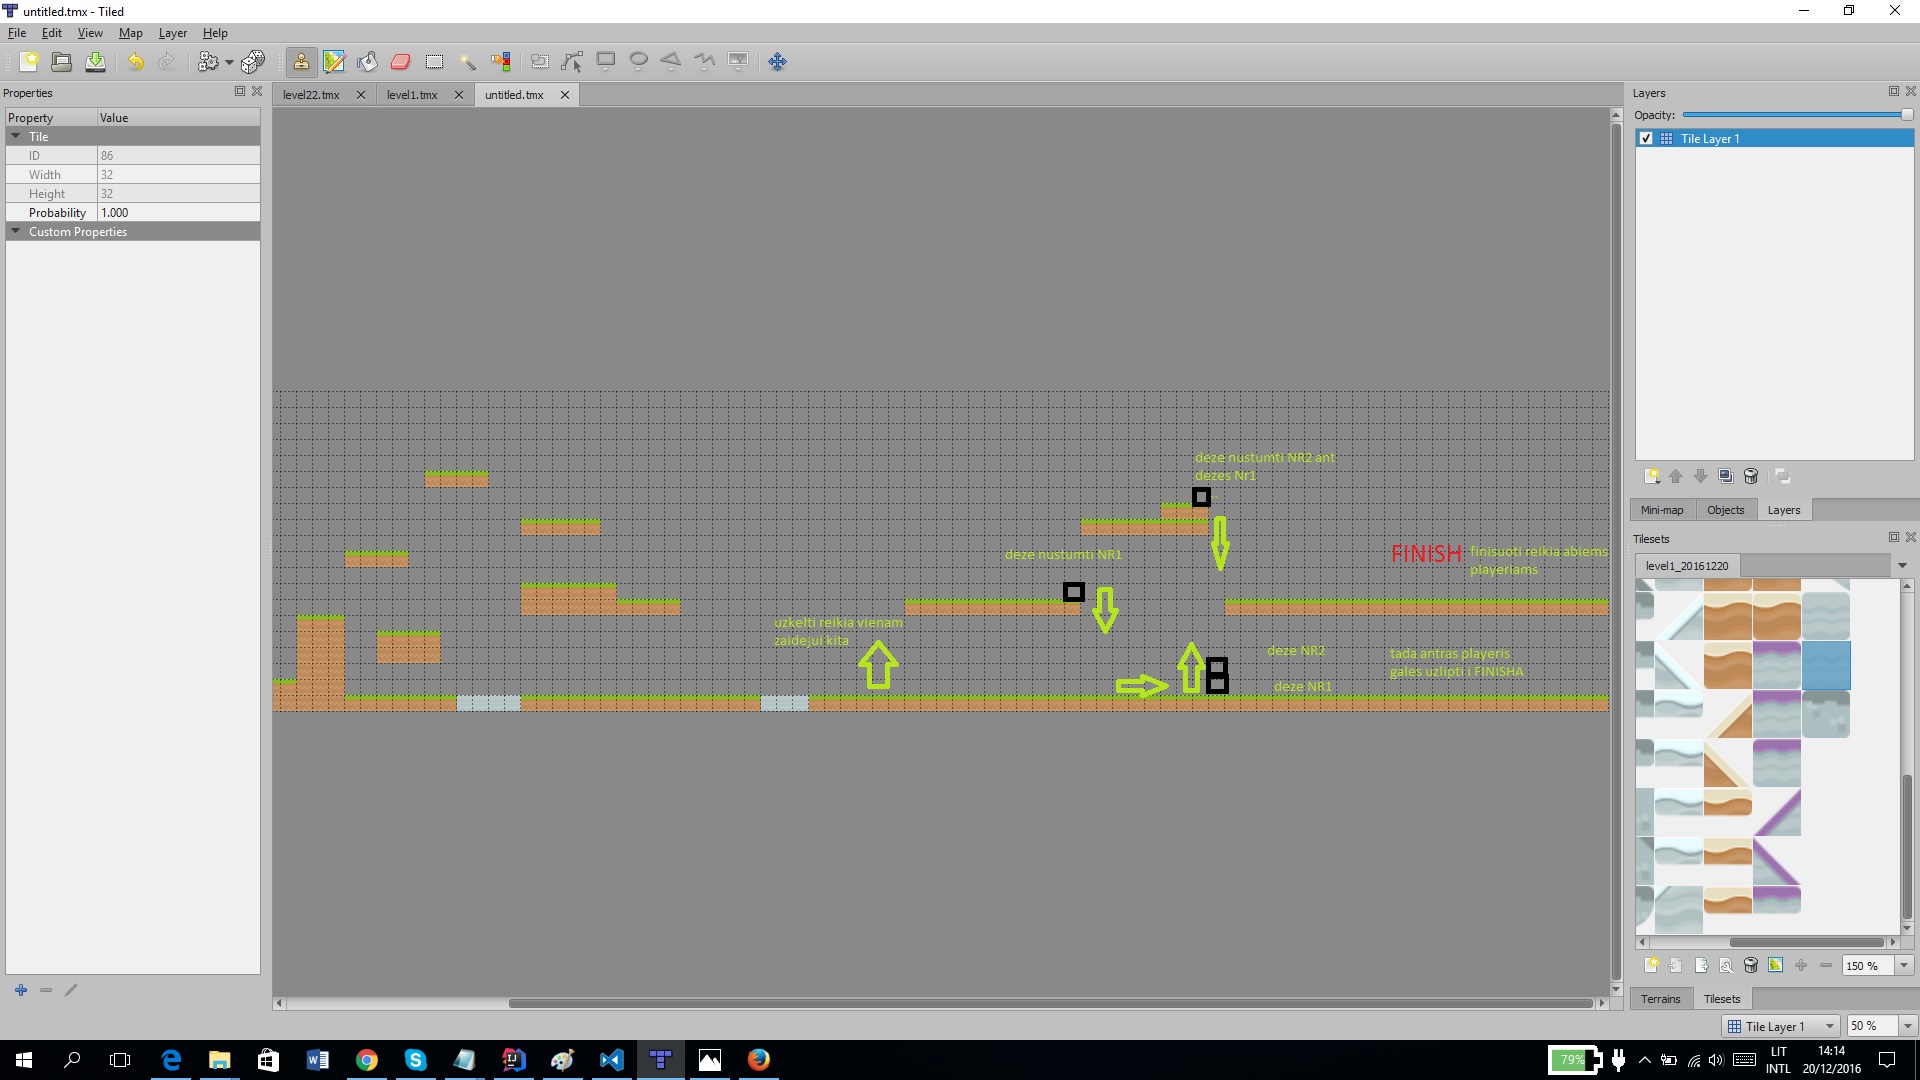 untitled.tmx - Tiled
File Edit View Map Layer Help
Properties
level22.tmx
level1.tmx
untitled.tmx
Property Value
Tile
ID 86
Width 32
Height 32
Probability 1.000
Custom Properties
deze nustumti NR2 ant
dezes Nr1
deze nustumti NR1
FINISH
finisuoti reikia abiems
playeriams
uzkelti reikia vienam
zaidejui kita
deze NR2
deze NR1
tada antras playeris
gales uzlipti i FINISHA
Layers
Opacity:
Tile Layer 1
Mini-map Objects Layers
Tilesets
level1_20161220
150 %
Terrains Tilesets
Tile Layer 1
50 %
79%
LIT
INTL
14:14
20/12/2016